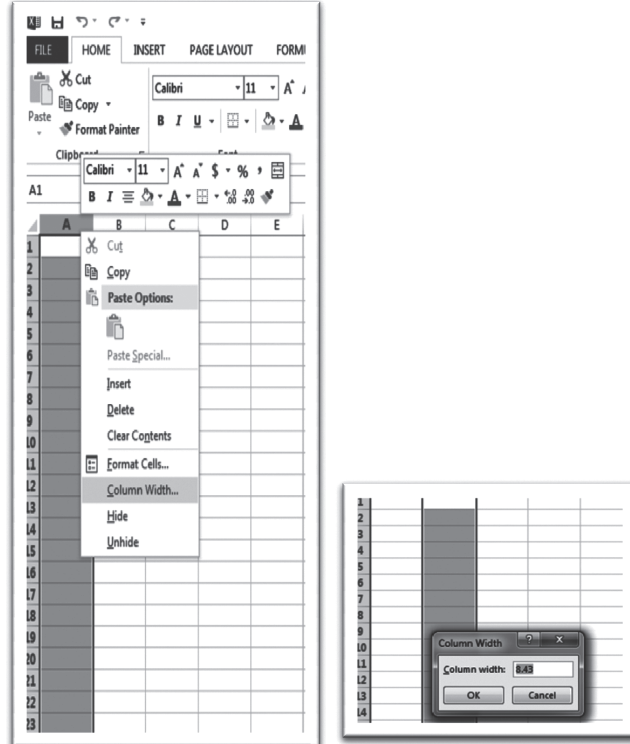 FILE HOME INSERT PAGE LAYOUT FORMU
Cut
Copy
Paste
Format Painter
Calibri 11 A A
B I U A
Clipboard
Calibri 11 A A $ % ,
B I A .00 .00
A1
A B C D E
1
2
3
4
5
6
7
8
9
10
11
12
13
14
15
16
17
18
19
20
21
22
23
Cut
Copy
Paste Options:
Paste Special...
Insert
Delete
Clear Contents
Format Cells...
Column Width...
Hide
Unhide
1
2
3
4
5
6
7
8
9
10
11
12
13
14
Column Width ? X
Column width: 8.43
OK Cancel